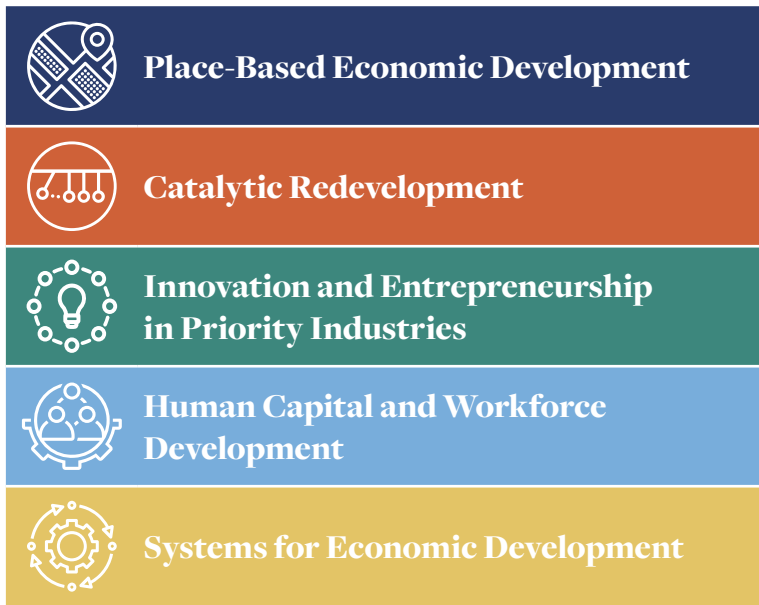 Place-Based Economic Development
Catalytic Redevelopment
Innovation and Entrepreneurship
in Priority Industries
Human Capital and Workforce
Development
Systems for Economic Development